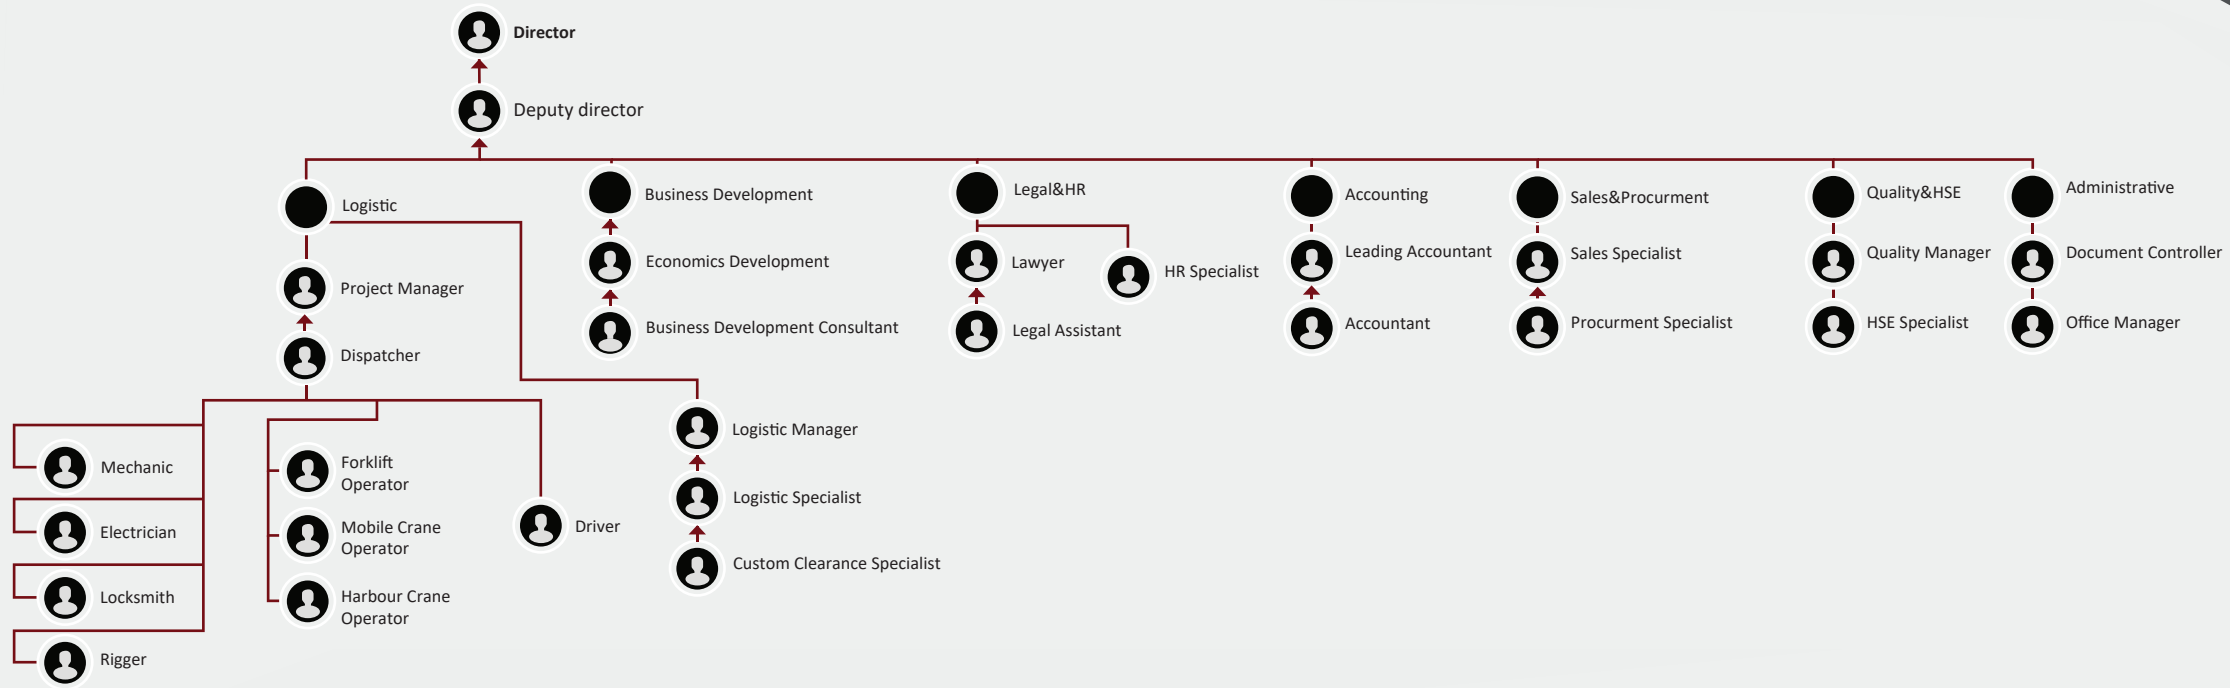 Director
Deputy director
Logistic
Business Development
Legal&HR
Accounting
Sales&Procurment
Quality&HSE
Administrative
Project Manager
Economics Development
Lawyer
HR Specialist
Leading Accountant
Sales Specialist
Quality Manager
Document Controller
Dispatcher
Business Development Consultant
Legal Assistant
Accountant
Procurment Specialist
HSE Specialist
Office Manager
Mechanic
Electrician
Locksmith
Rigger
Forklift
Operator
Mobile Crane
Operator
Harbour Crane
Operator
Driver
Logistic Manager
Logistic Specialist
Custom Clearance Specialist